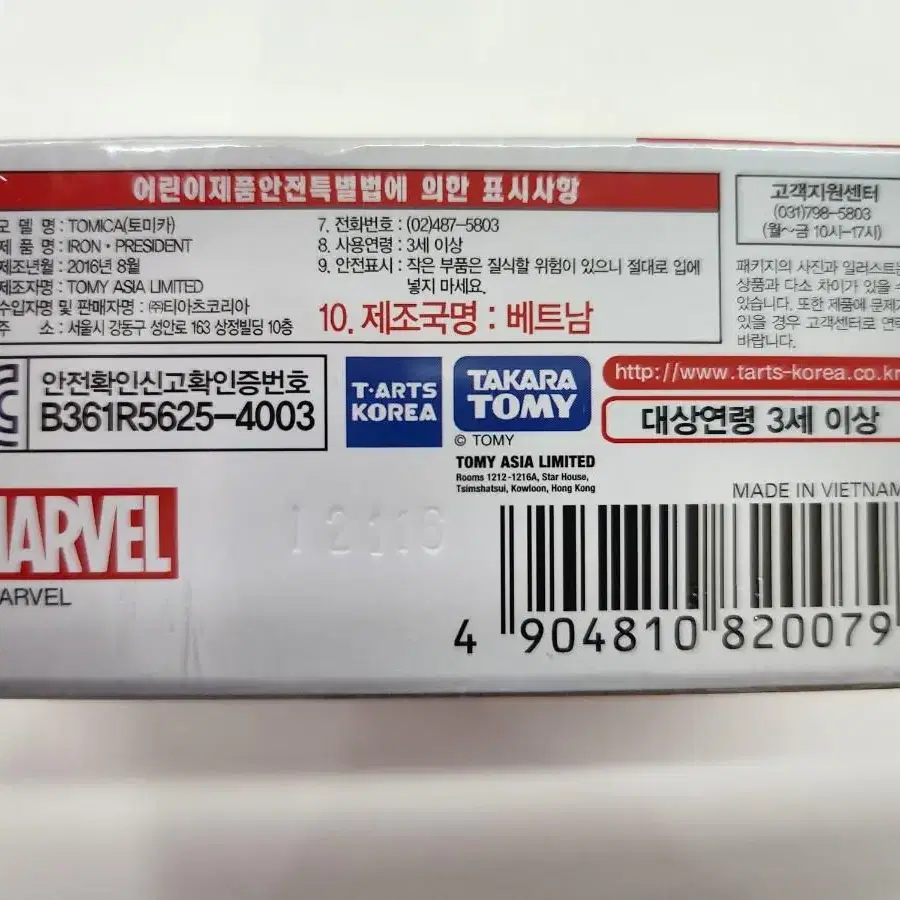 어린이제품안전특별법에 의한 표시사항
모 델 명 : TOMICA(토미카)
제 품 명 : IRON・PRESIDENT
제조년월 : 2016년 8월
제조자명 : TOMY ASIA LIMITED
수입자명 및 판매자명 : ㈜티아츠코리아
주 소 : 서울시 강동구 성안로 163 상정빌딩 10층
7. 전화번호 : (02)487-5803
8. 사용연령 : 3세 이상
9. 안전표시 : 작은 부품은 질식할 위험이 있으니 절대로 입에
넣지 마세요.
10. 제조국명 : 베트남
고객지원센터
(031)798-5803
(월~금 10시-17시)
패키지의 사진과 일러스트는
상품과 다소 차이가 있을 수
있습니다. 또한 제품에 문제가
있을 경우 고객센터로 연락
바랍니다.
안전확인신고확인증번호
B361R5625-4003
T-ARTS
KOREA
TAKARA
TOMY
© TOMY
TOMY ASIA LIMITED
Rooms 1212-1216A, Star House,
Tsimshatsui, Kowloon, Hong Kong
http://www.tarts-korea.co.kr
대상연령 3세 이상
MADE IN VIETNAM
MARVEL
MARVEL
12116
4 904810 820079